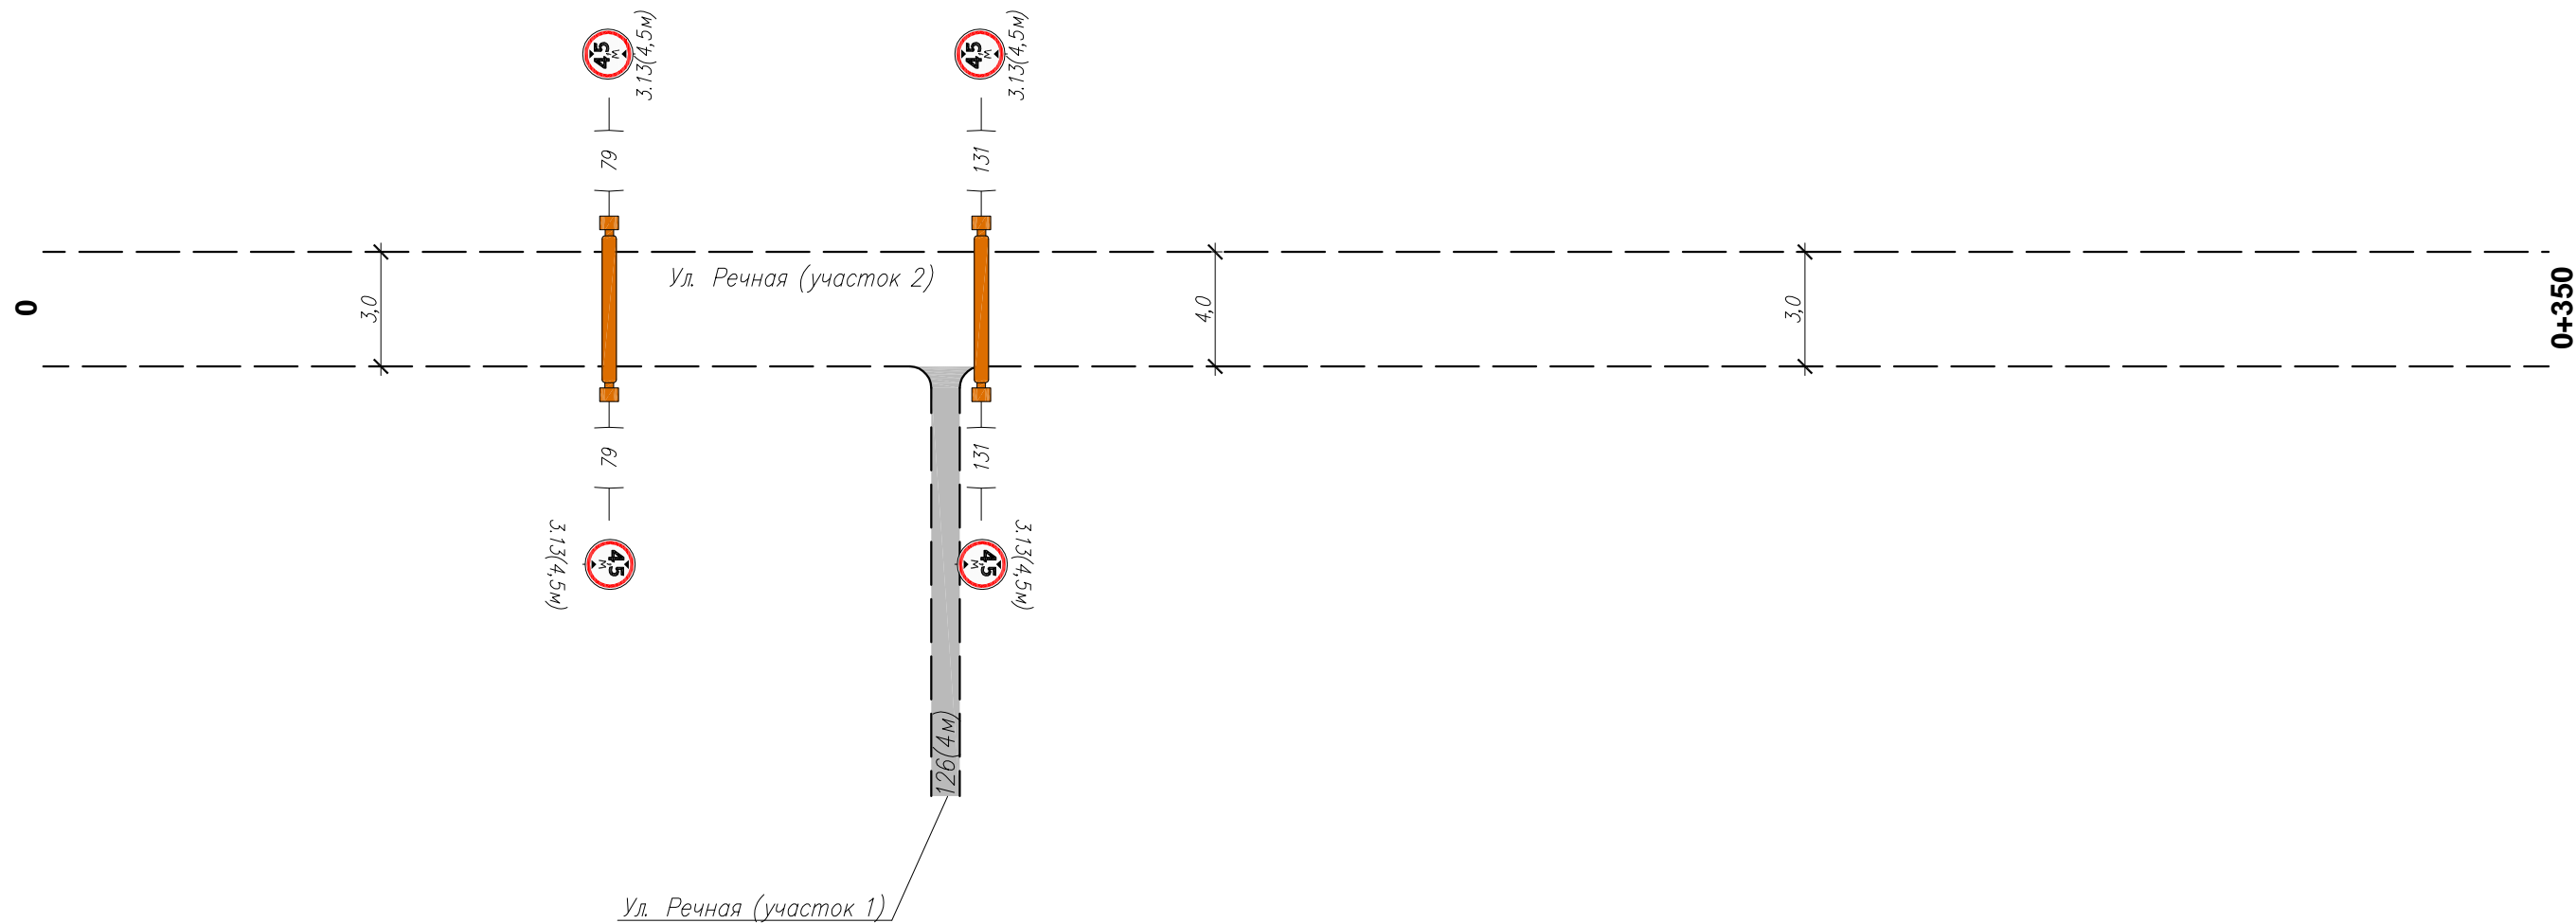 4,5
М
3.13(4,5м)
4,5
М
3.13(4,5м)
79
131
0
3,0
Ул. Речная (участок 2)
4,0
3,0
0+350
79
131
3.13(4,5м)
4,5
М
4,5
М
3.13(4,5м)
126(4м)
Ул. Речная (участок 1)